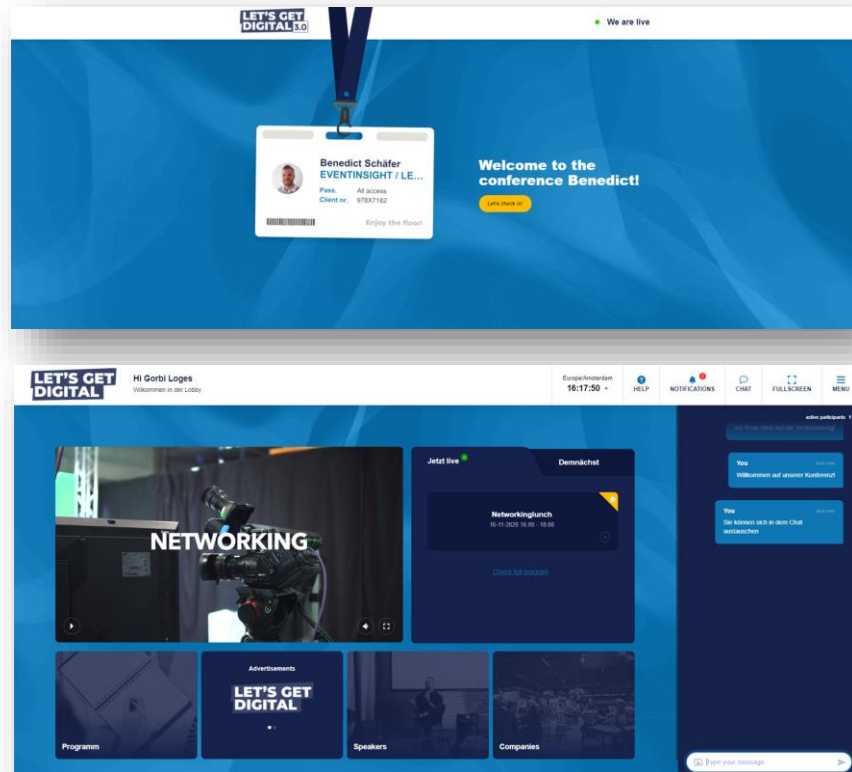 LET'S GET
DIGITAL 3.0
We are live
Benedict Schäfer
EVENTINSIGHT / LE...
Pass. All access
Client nr. 978X7182
Enjoy the floor!
Welcome to the
conference Benedict!
Let's check in!
LET'S GET
DIGITAL
Hi Gorbi Loges
Wilkommen in der Lobby
Europe/Amsterdam
16:17:50
HELP
NOTIFICATIONS
CHAT
FULLSCREEN
MENU
active participants 1
You
Willkommen auf unserer Konferenz!
You
Sie können sich in dem Chat
austauschen
NETWORKING
Jetzt live
Demnächst
Networkinglunch
16-11-2020 16:00 - 18:00
Check full program
Programm
Advertisements
LET'S GET
DIGITAL
Speakers
Companies
Type your message